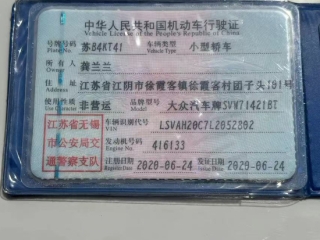 中华人民共和国机动车行驶证
Vehicle License of the People's Republic of China
号牌号码 苏B4KT41 车辆类型 小型轿车
Plate No. Vehicle Type
所有人 龚兰兰
Owner
住址 江苏省江阴市徐霞客镇徐霞客村团子头181号
Address
使用性质 非营运 品牌型号 大众汽车牌SVW71421BT
Use Character Model
江苏省无锡市公安局交通警察支队
车辆识别代号 LSVAH28C7L2052802
VIN
发动机号码 416133
Engine No.
注册日期 2020-06-24 发证日期 2020-06-24
Register Date Issue Date